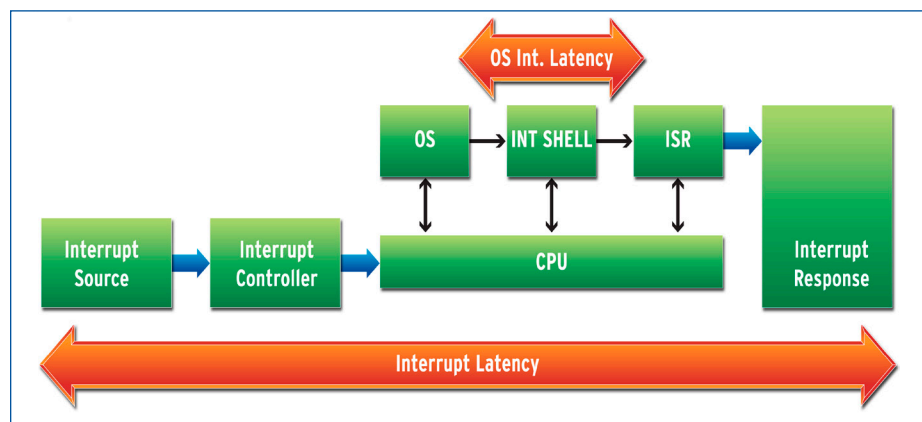 OS Int. Latency
OS
INT SHELL
ISR
Interrupt
Source
Interrupt
Controller
CPU
Interrupt
Response
Interrupt Latency